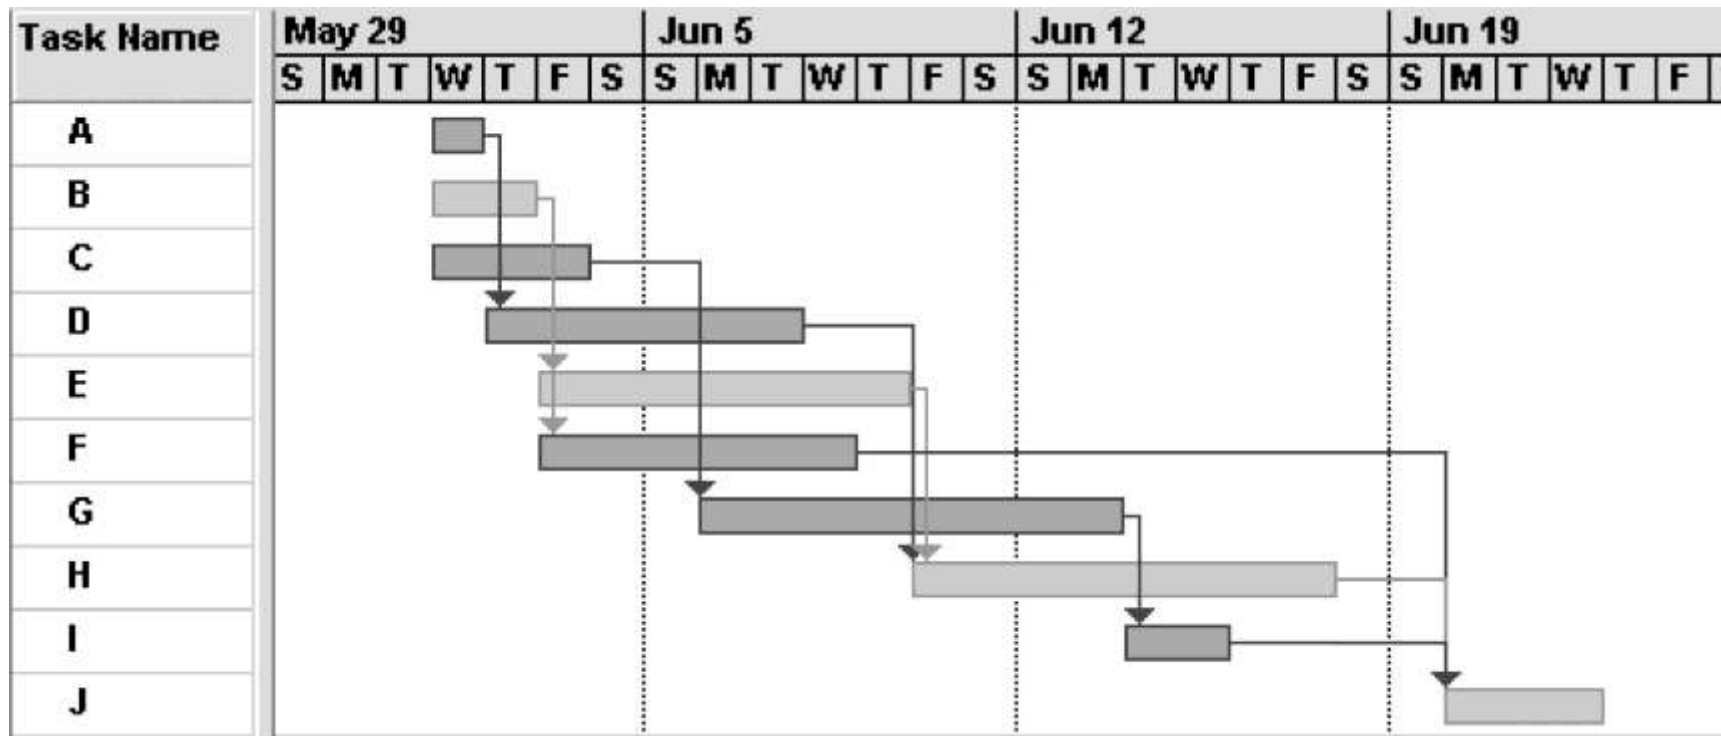 Task Name May 29 Jun 5 Jun 12 Jun 19
S M T W T F S S M T W T F S S M T W T F S S M T W T F
A
B
C
D
E
F
G
H
I
J